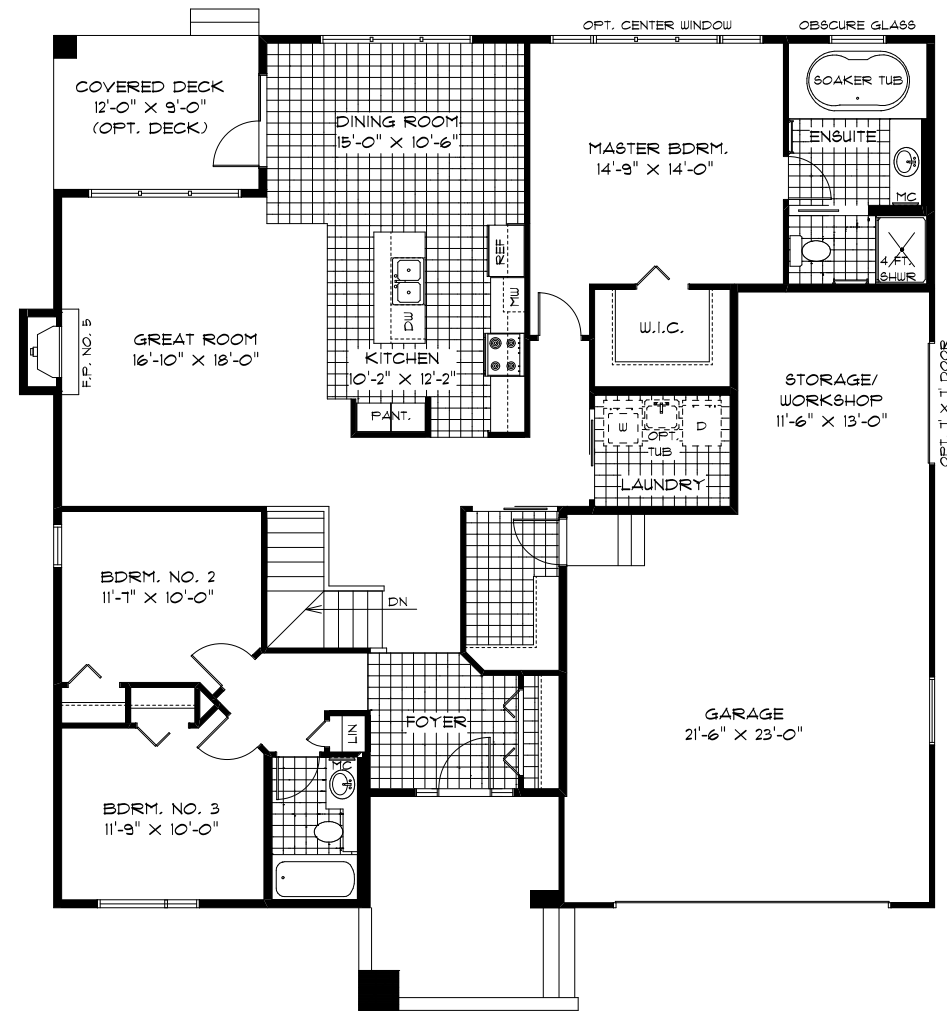 OPT. CENTER WINDOW
OBSCURE GLASS
COVERED DECK
12'-0" X 9'-0"
(OPT. DECK)
DINING ROOM
15'-0" X 10'-6"
MASTER BDRM.
14'-9" X 14'-0"
SOAKER TUB
ENSUITE
MC
4 FT.
SHWR
REF
MW
DW
F.P. NO. 5
GREAT ROOM
16'-10" X 18'-0"
KITCHEN
10'-2" X 12'-2"
PANT.
W.I.C.
STORAGE/
WORKSHOP
11'-6" X 13'-0"
OPT. 7' X 7' DOOR
W
D
OPT.
TUB
LAUNDRY
BDRM. NO. 2
11'-7" X 10'-0"
DN
FOYER
LIN
MC
GARAGE
21'-6" X 23'-0"
BDRM. NO. 3
11'-9" X 10'-0"